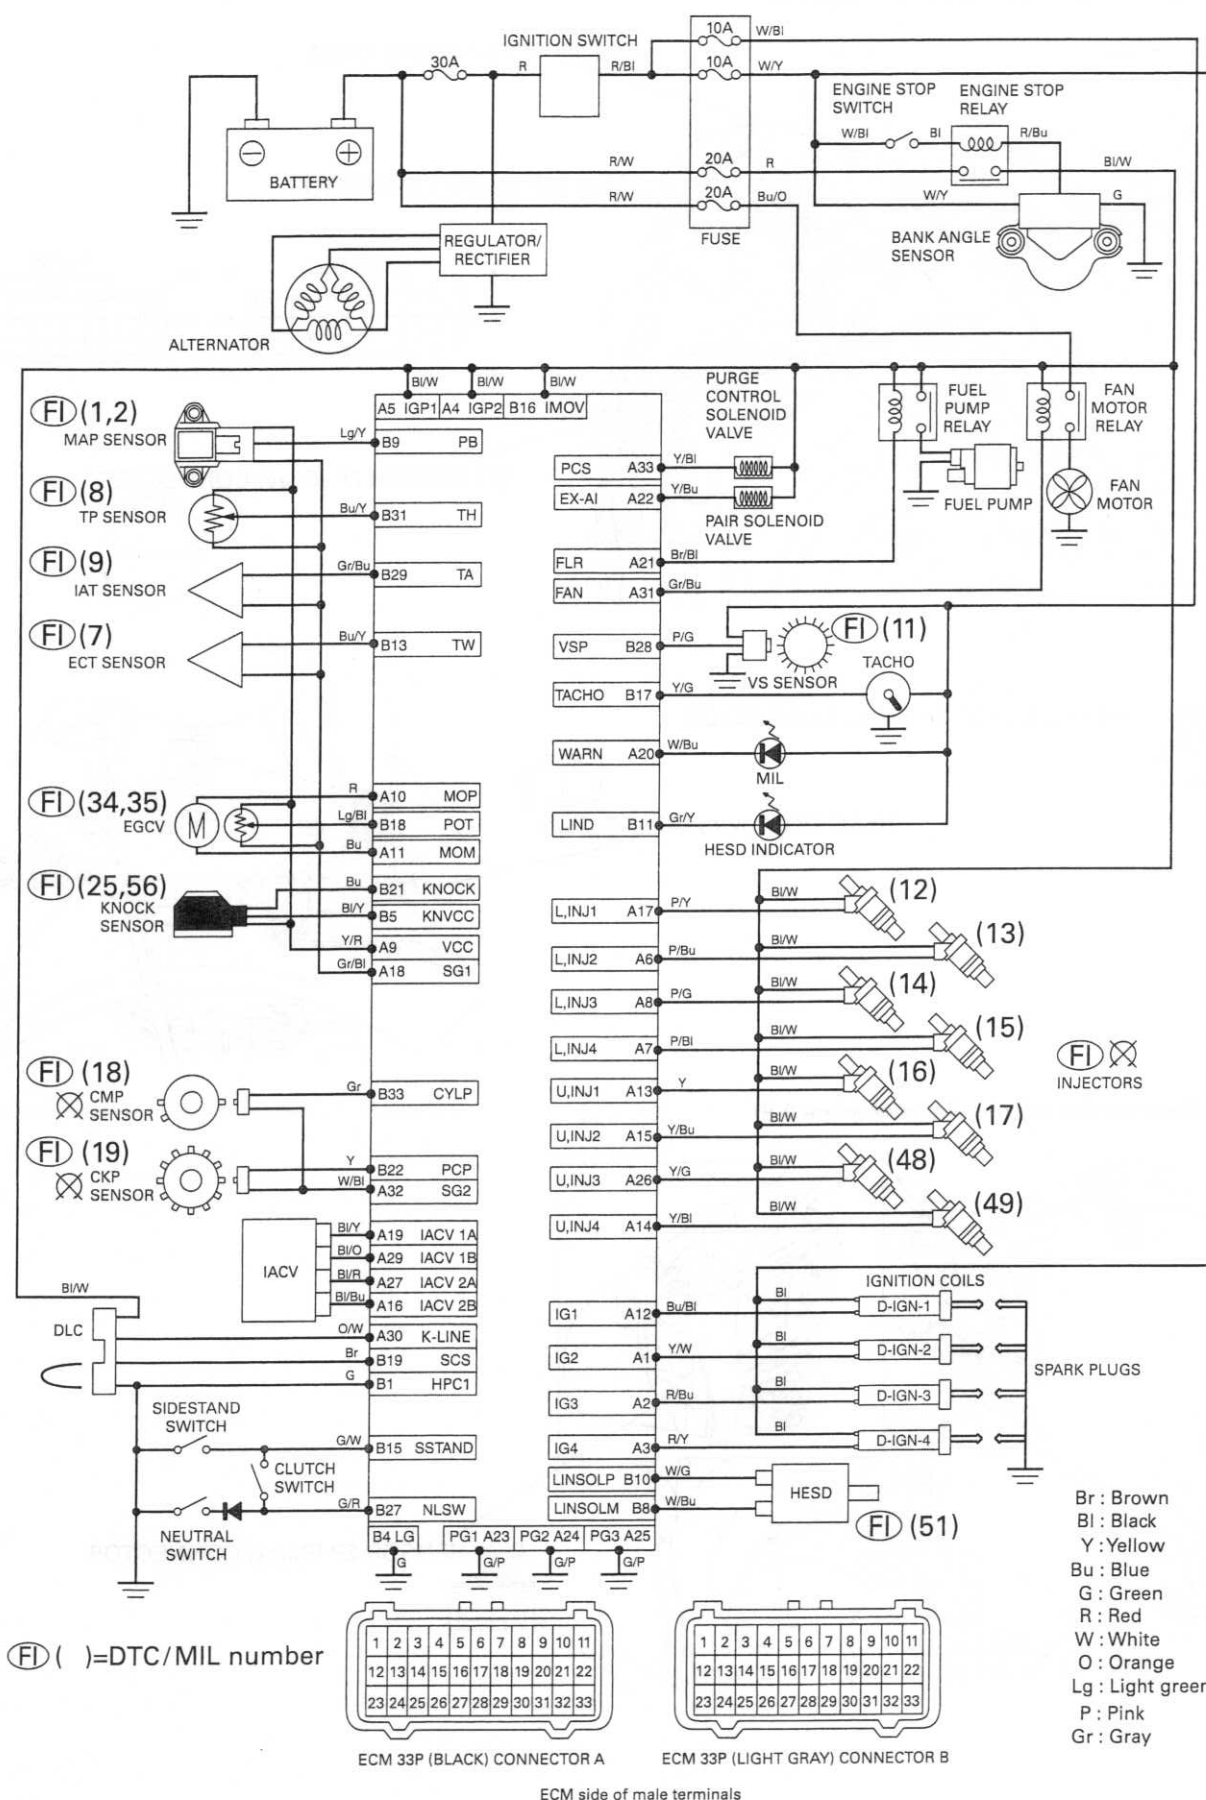 10A W/Bl
IGNITION SWITCH
30A R R/Bl 10A W/Y
ENGINE STOP SWITCH
ENGINE STOP RELAY
W/Bl Bl R/Bu
BATTERY
R/W 20A R Bl/W
R/W 20A Bu/O
W/Y G
FUSE
BANK ANGLE SENSOR
REGULATOR/
RECTIFIER
ALTERNATOR
Bl/W Bl/W Bl/W
A5 IGP1 A4 IGP2 B16 IMOV
PURGE
CONTROL
SOLENOID
VALVE
FUEL
PUMP
RELAY
FAN
MOTOR
RELAY
FI (1,2)
MAP SENSOR
Lg/Y B9 PB
PCS A33 Y/Bl
EX-AI A22 Y/Bu
PAIR SOLENOID
VALVE
FUEL PUMP
FAN
MOTOR
FI (8)
TP SENSOR
Bu/Y B31 TH
FLR A21 Br/Bl
FI (9)
IAT SENSOR
Gr/Bu B29 TA
FAN A31 Gr/Bu
FI (7)
ECT SENSOR
Bu/Y B13 TW
VSP B28 P/G
FI (11)
VS SENSOR
TACHO
TACHO B17 Y/G
WARN A20 W/Bu
MIL
FI (34,35)
EGCV
M
R A10 MOP
Lg/Bl B18 POT
Bu A11 MOM
LIND B11 Gr/Y
HESD INDICATOR
FI (25,56)
KNOCK
SENSOR
Bu B21 KNOCK
Bl/Y B5 KNVCC
Y/R A9 VCC
Gr/Bl A18 SG1
L,INJ1 A17 P/Y Bl/W (12)
L,INJ2 A6 P/Bu Bl/W (13)
L,INJ3 A8 P/G Bl/W (14)
L,INJ4 A7 P/Bl Bl/W (15)
U,INJ1 A13 Y Bl/W (16)
U,INJ2 A15 Y/Bu Bl/W (17)
U,INJ3 A26 Y/G Bl/W (48)
U,INJ4 A14 Y/Bl Bl/W (49)
FI
INJECTORS
FI (18)
CMP
SENSOR
Gr B33 CYLP
FI (19)
CKP
SENSOR
Y B22 PCP
W/Bl A32 SG2
IACV
Bl/Y A19 IACV 1A
Bl/O A29 IACV 1B
Bl/R A27 IACV 2A
Bl/Bu A16 IACV 2B
Bl/W
DLC
O/W A30 K-LINE
Br B19 SCS
G B1 HPC1
IGNITION COILS
IG1 A12 Bu/Bl Bl D-IGN-1
IG2 A1 Y/W Bl D-IGN-2
IG3 A2 R/Bu Bl D-IGN-3
IG4 A3 R/Y Bl D-IGN-4
SPARK PLUGS
SIDESTAND
SWITCH
G/W B15 SSTAND
CLUTCH
SWITCH
G/R B27 NLSW
NEUTRAL
SWITCH
LINSOLP B10 W/G
LINSOLM B8 W/Bu
HESD
FI (51)
B4 LG PG1 A23 PG2 A24 PG3 A25
G G/P G/P G/P
Br : Brown
Bl : Black
Y : Yellow
Bu : Blue
G : Green
R : Red
W : White
O : Orange
Lg : Light green
P : Pink
Gr : Gray
FI ( )=DTC/MIL number
1 2 3 4 5 6 7 8 9 10 11
12 13 14 15 16 17 18 19 20 21 22
23 24 25 26 27 28 29 30 31 32 33
ECM 33P (BLACK) CONNECTOR A
1 2 3 4 5 6 7 8 9 10 11
12 13 14 15 16 17 18 19 20 21 22
23 24 25 26 27 28 29 30 31 32 33
ECM 33P (LIGHT GRAY) CONNECTOR B
ECM side of male terminals